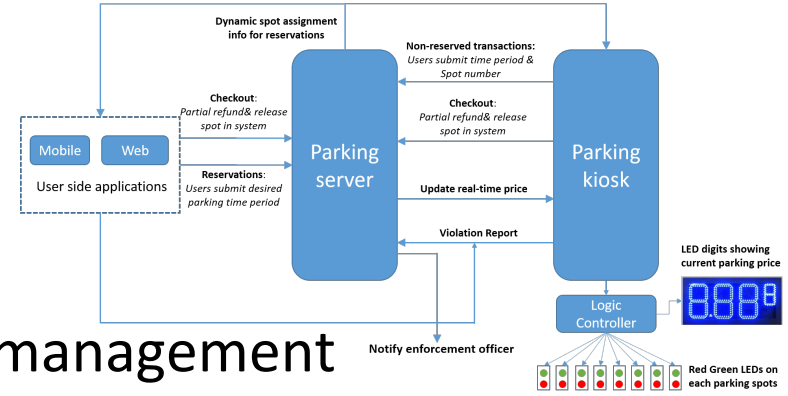 Dynamic spot assignment
info for reservations
Non-reserved transactions:
Users submit time period &
Spot number
Checkout:
Partial refund& release
spot in system
Checkout:
Partial refund& release
spot in system
Mobile
Web
User side applications
Parking
server
Parking
kiosk
Reservations:
Users submit desired
parking time period
Update real-time price
Violation Report
LED digits showing
current parking price
Logic
Controller
8.888
management
Notify enforcement officer
Red Green LEDs on
each parking spots